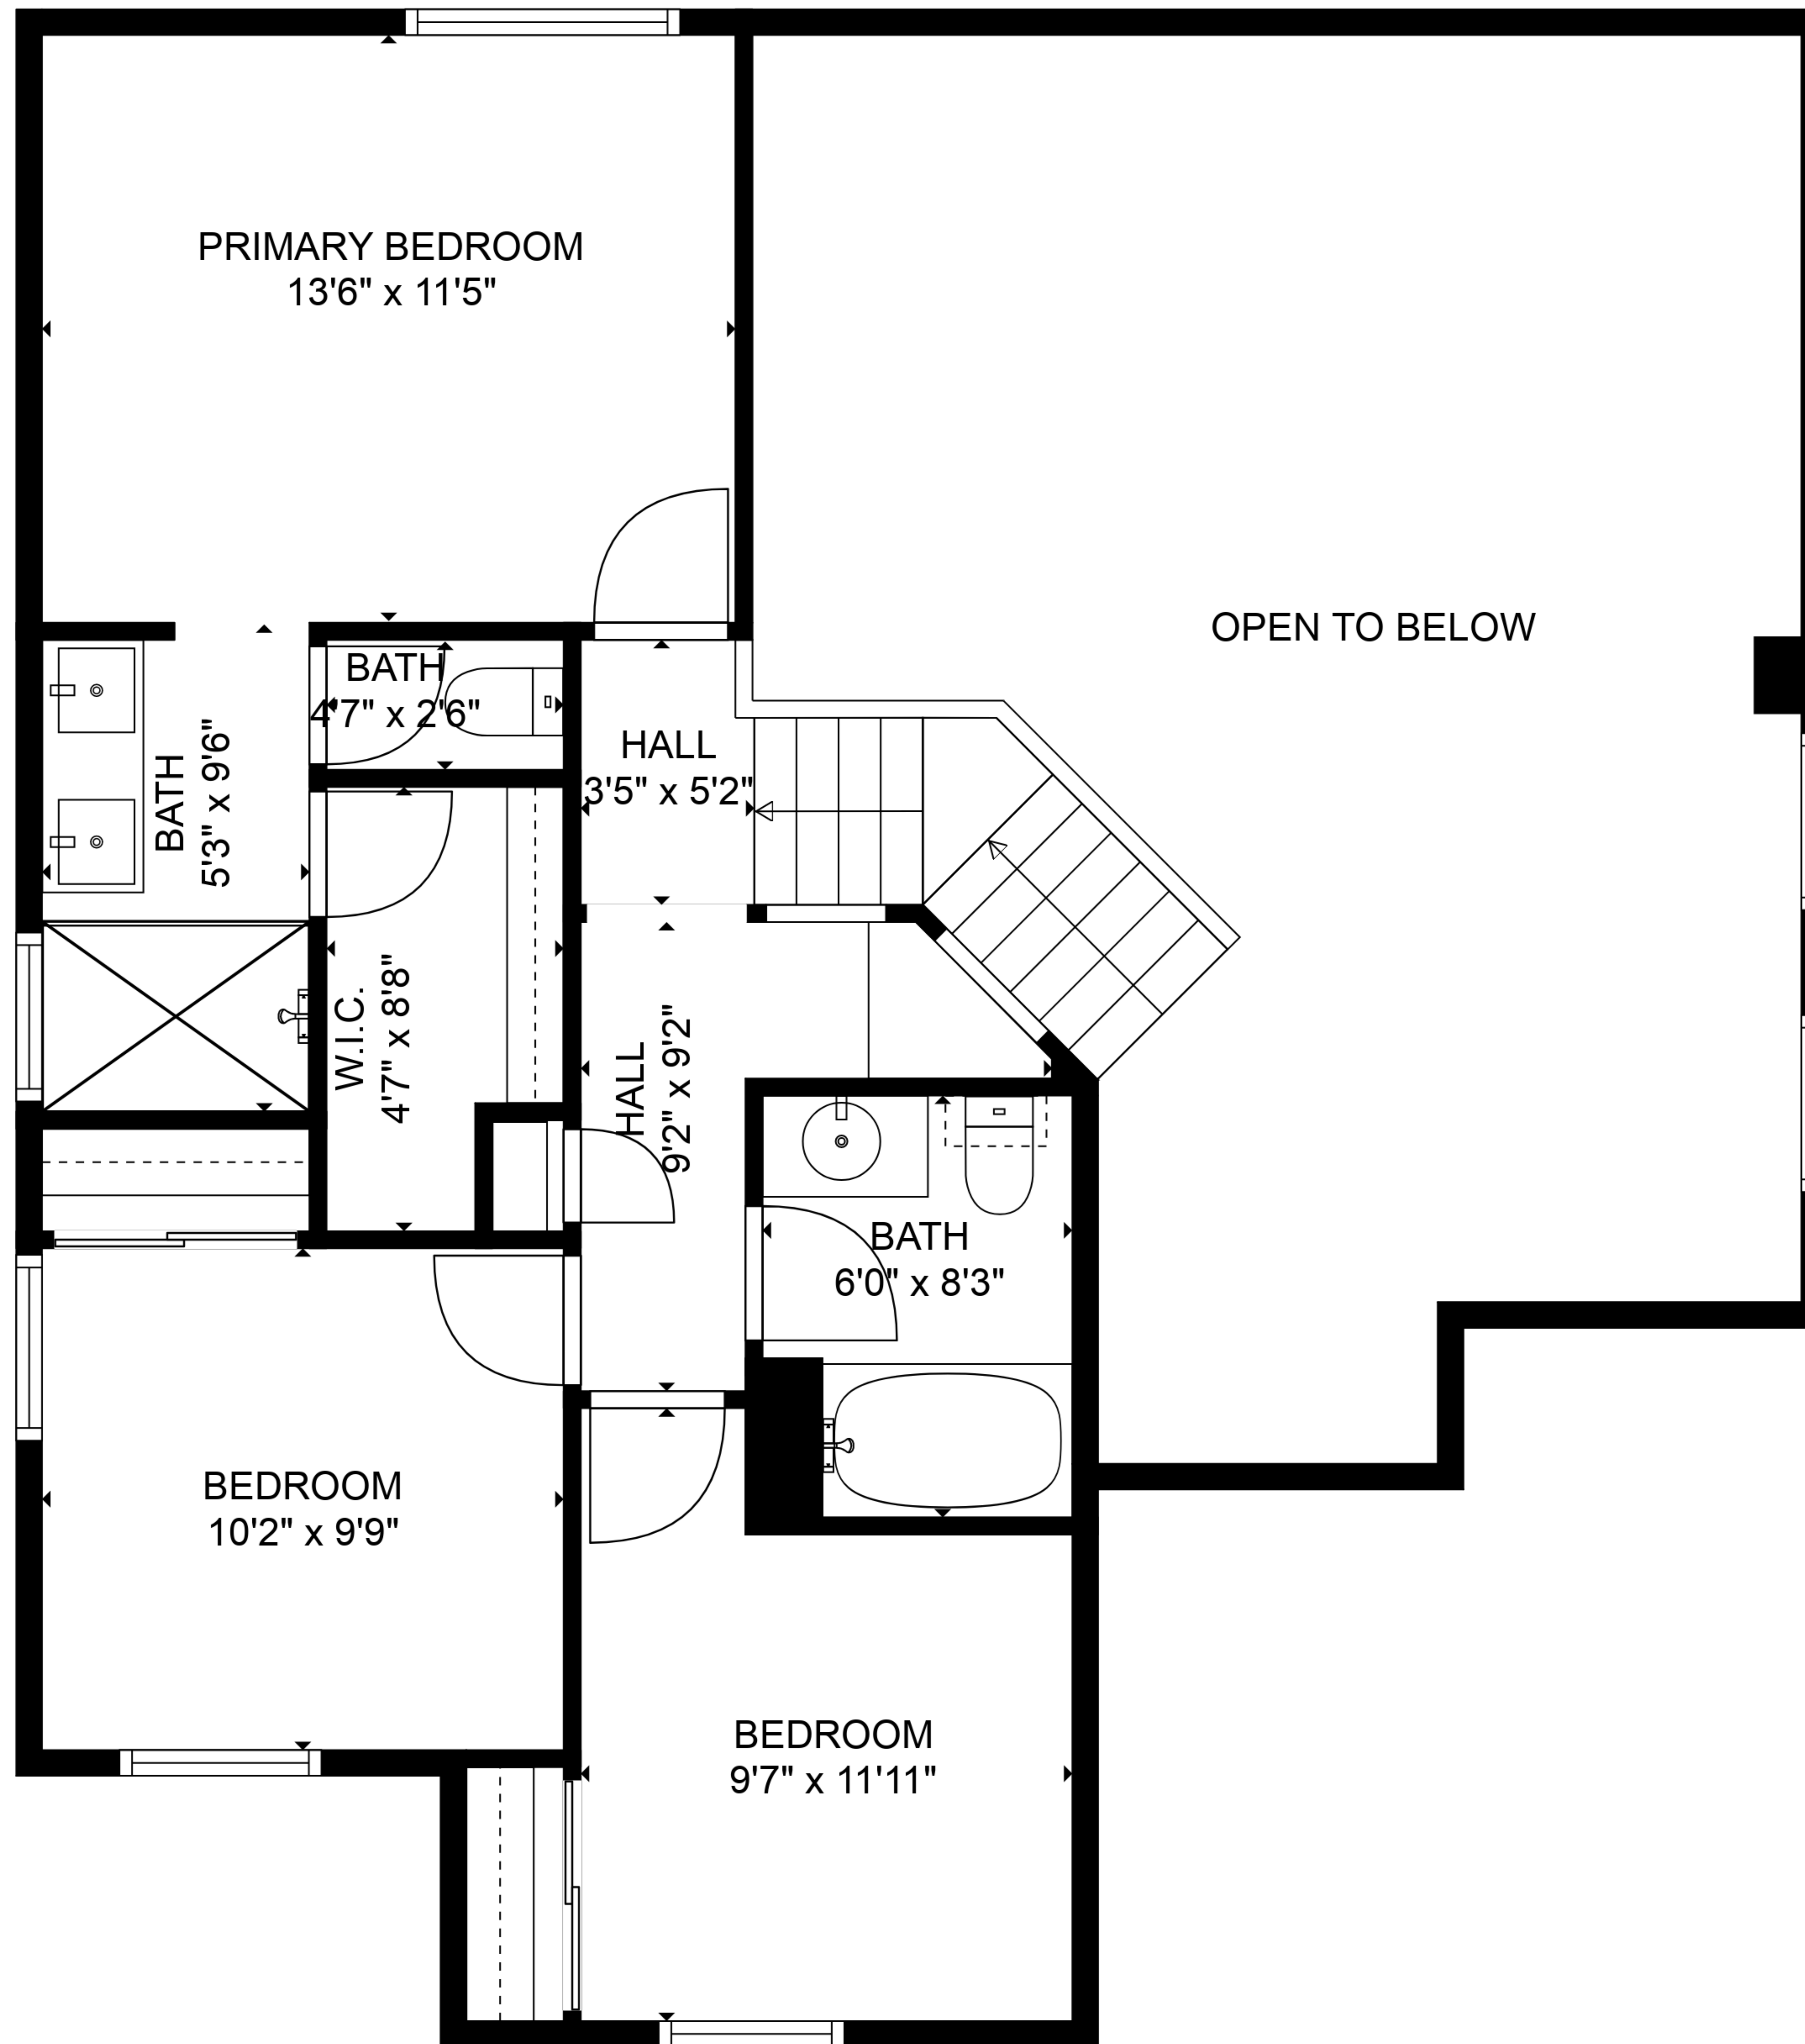 PRIMARY BEDROOM
13'6" x 11'5"
OPEN TO BELOW
BATH
4'7" x 2'6"
HALL
3'5" x 5'2"
BATH
5'3" x 9'6"
W.I.C.
4'7" x 8'8"
HALL
9'2" x 9'2"
BATH
6'0" x 8'3"
BEDROOM
10'2" x 9'9"
BEDROOM
9'7" x 11'11"